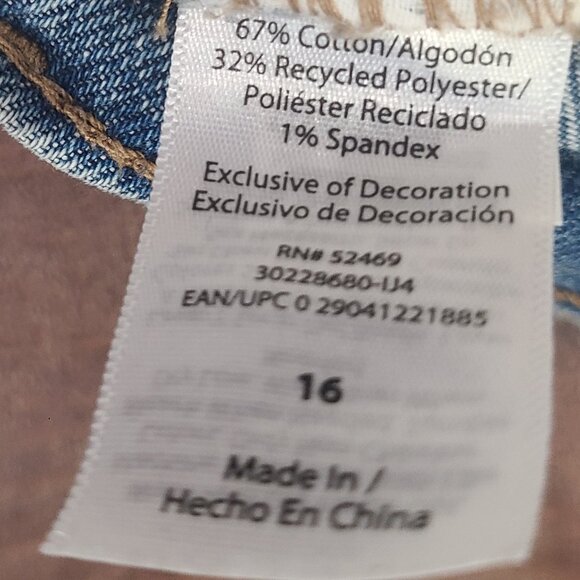 67% Cotton/Algodón
32% Recycled Polyester/
Poliéster Reciclado
1% Spandex
Exclusive of Decoration
Exclusivo de Decoración
RN# 52469
30228680-IJ4
EAN/UPC 0 29041221885
16
Made In /
Hecho En China